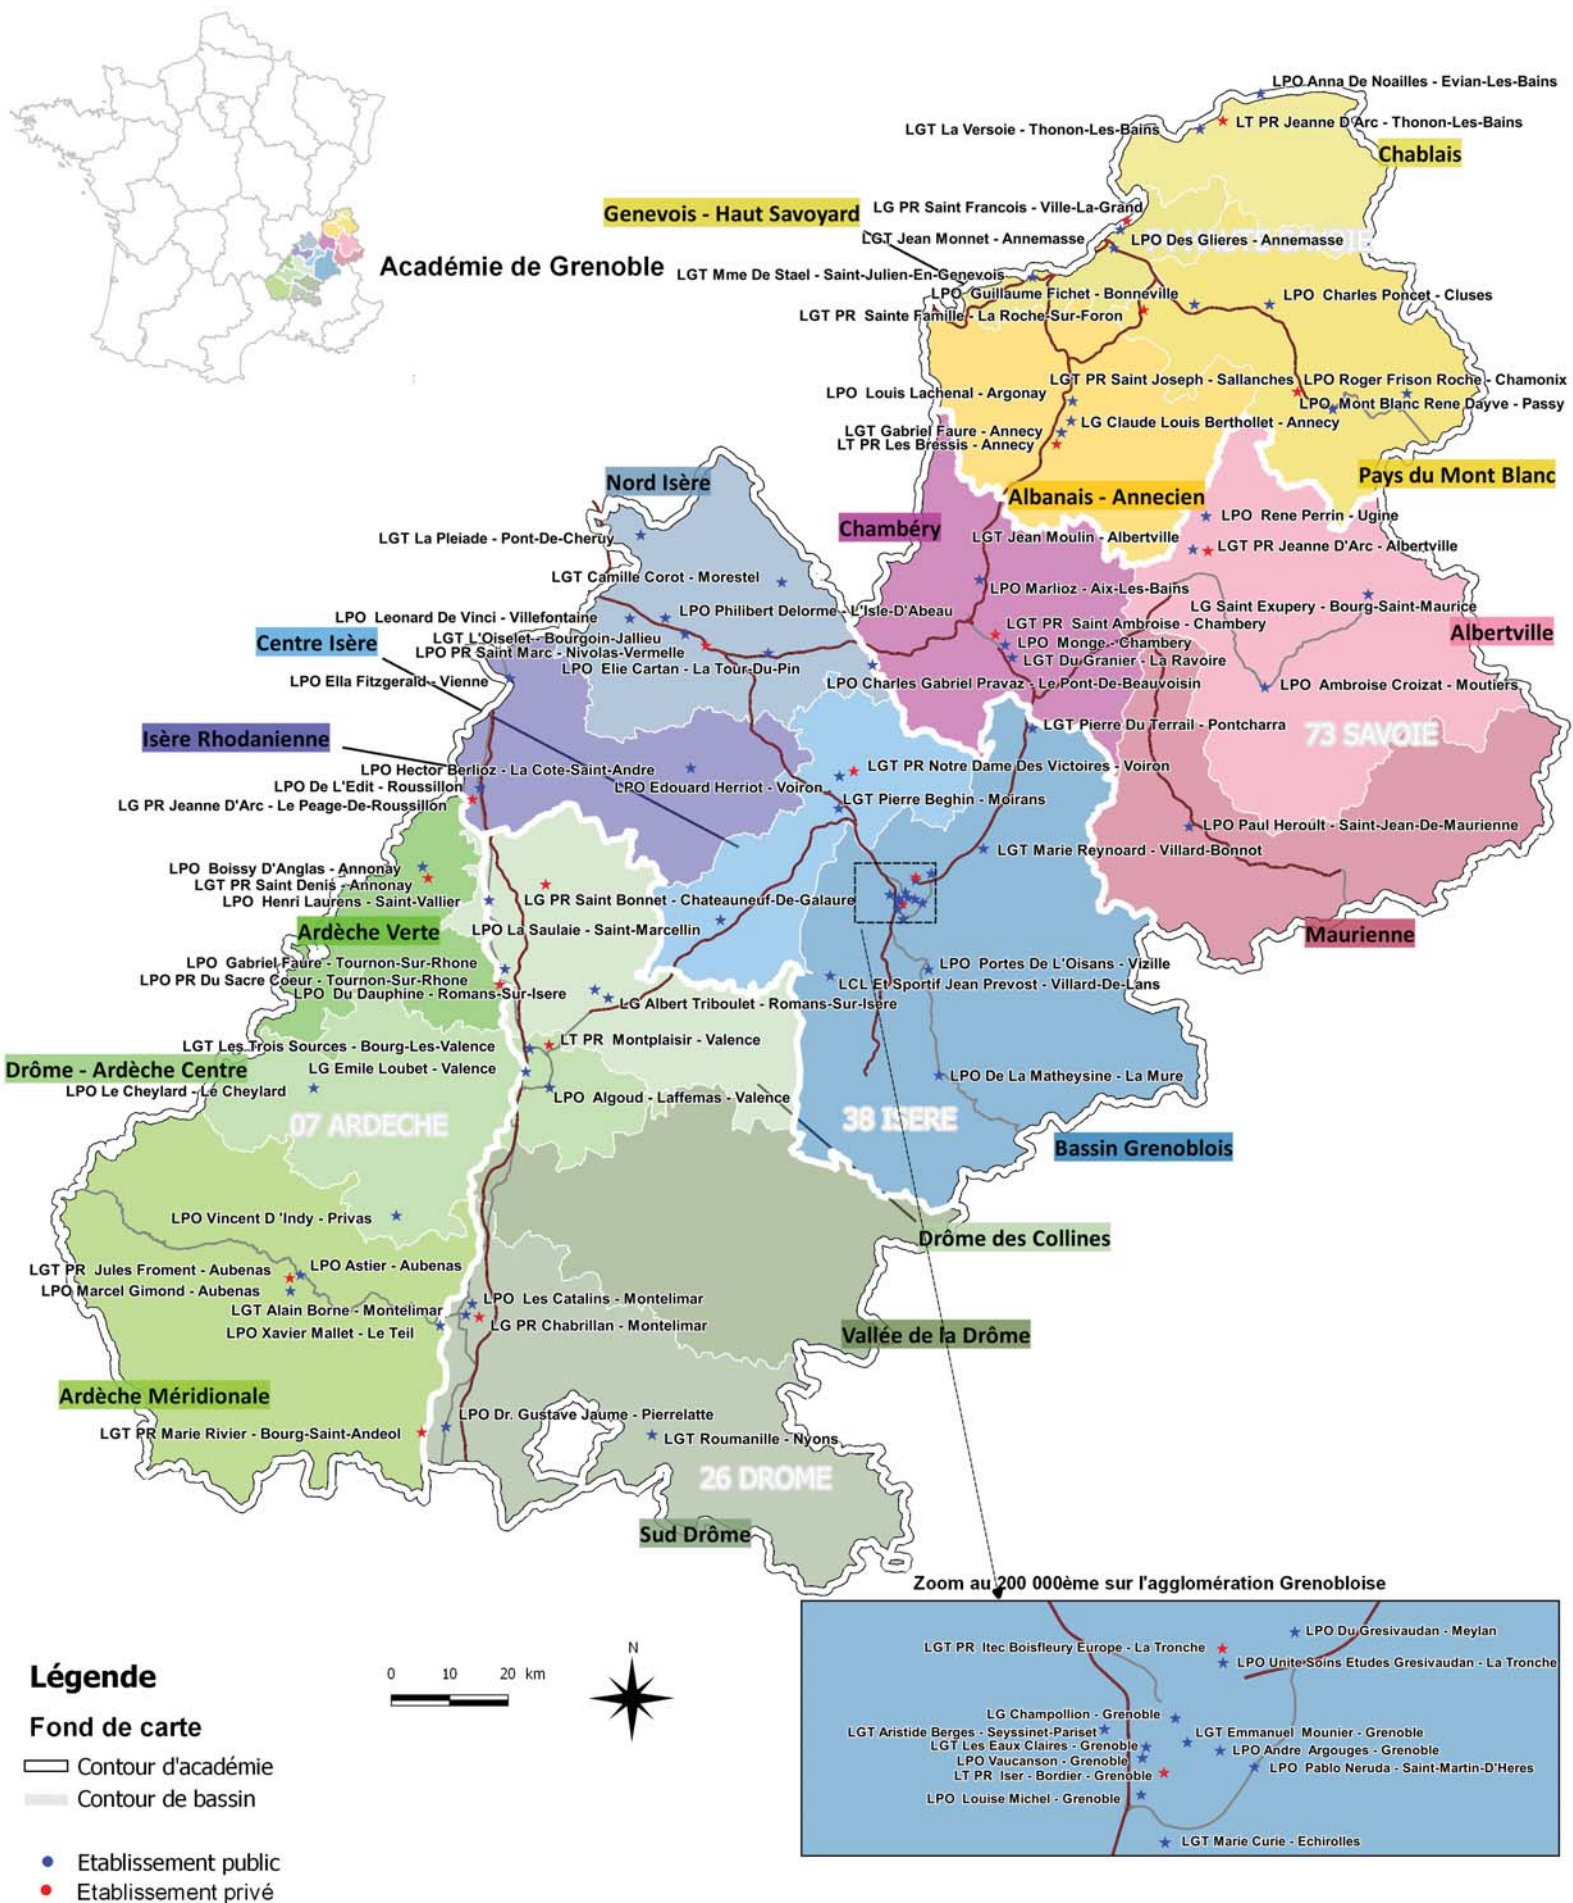 LPO Anna De Noailles - Evian-Les-Bains
LGT La Versoie - Thonon-Les-Bains
LT PR Jeanne D'Arc - Thonon-Les-Bains
Chablais
Genevois - Haut Savoyard
LG PR Saint Francois - Ville-La-Grand
LGT Jean Monnet - Annemasse
LPO Des Glieres - Annemasse
Académie de Grenoble
LGT Mme De Stael - Saint-Julien-En-Genevois
LPO Guillaume Fichet - Bonneville
LPO Charles Poncet - Cluses
LGT PR Sainte Famille - La Roche-Sur-Foron
LPO Louis Lachenal - Argonay
LGT PR Saint Joseph - Sallanches
LPO Roger Frison Roche - Chamonix
LPO Mont Blanc Rene Dayve - Passy
LG Claude Louis Berthollet - Annecy
LGT Gabriel Faure - Annecy
LT PR Les Bressis - Annecy
Pays du Mont Blanc
Nord Isère
Albanais - Annecien
Chambéry
LPO Rene Perrin - Ugine
LGT La Pleiade - Pont-De-Cheruy
LGT Jean Moulin - Albertville
LGT PR Jeanne D'Arc - Albertville
LGT Camille Corot - Morestel
LPO Marlioz - Aix-Les-Bains
LG Saint Exupery - Bourg-Saint-Maurice
LPO Leonard De Vinci - Villefontaine
LPO Philibert Delorme - L'Isle-D'Abeau
LGT PR Saint Ambroise - Chambery
Albertville
Centre Isère
LGT L'Oiselet - Bourgoin-Jallieu
LPO Monge - Chambery
LPO PR Saint Marc - Nivolas-Vermelle
LGT Du Granier - La Ravoire
LPO Elie Cartan - La Tour-Du-Pin
LPO Ella Fitzgerald - Vienne
LPO Charles Gabriel Pravaz - Le Pont-De-Beauvoisin
LPO Ambroise Croizat - Moutiers
LGT Pierre Du Terrail - Pontcharra
73 SAVOIE
Isère Rhodanienne
LPO Hector Berlioz - La Cote-Saint-Andre
LGT PR Notre Dame Des Victoires - Voiron
LPO De L'Edit - Roussillon
LPO Edouard Herriot - Voiron
LG PR Jeanne D'Arc - Le Peage-De-Roussillon
LGT Pierre Beghin - Moirans
LPO Paul Heroult - Saint-Jean-De-Maurienne
LGT Marie Reynoard - Villard-Bonnot
LPO Boissy D'Anglas - Annonay
LGT PR Saint Denis - Annonay
LPO Henri Laurens - Saint-Vallier
LG PR Saint Bonnet - Chateauneuf-De-Galaure
Ardèche Verte
LPO La Saulaie - Saint-Marcellin
Maurienne
LPO Gabriel Faure - Tournon-Sur-Rhone
LPO Portes De L'Oisans - Vizille
LPO PR Du Sacre Coeur - Tournon-Sur-Rhone
LCL Et Sportif Jean Prevost - Villard-De-Lans
LPO Du Dauphine - Romans-Sur-Isere
LG Albert Triboulet - Romans-Sur-Isere
LGT Les Trois Sources - Bourg-Les-Valence
LT PR Montplaisir - Valence
Drôme - Ardèche Centre
LG Emile Loubet - Valence
LPO De La Matheysine - La Mure
LPO Le Cheylard - Le Cheylard
LPO Algoud - Laffemas - Valence
07 ARDECHE
38 ISERE
Bassin Grenoblois
LPO Vincent D 'Indy - Privas
Drôme des Collines
LGT PR Jules Froment - Aubenas
LPO Astier - Aubenas
LPO Marcel Gimond - Aubenas
LPO Les Catalins - Montelimar
LGT Alain Borne - Montelimar
LG PR Chabrillan - Montelimar
LPO Xavier Mallet - Le Teil
Vallée de la Drôme
Ardèche Méridionale
LPO Dr. Gustave Jaume - Pierrelatte
LGT PR Marie Rivier - Bourg-Saint-Andeol
LGT Roumanille - Nyons
26 DROME
Sud Drôme
Zoom au 200 000ème sur l'agglomération Grenobloise
LPO Du Gresivaudan - Meylan
LGT PR Itec Boisfleury Europe - La Tronche
LPO Unite Soins Etudes Gresivaudan - La Tronche
LG Champollion - Grenoble
LGT Aristide Berges - Seyssinet-Pariset
LGT Emmanuel Mounier - Grenoble
LGT Les Eaux Claires - Grenoble
LPO Andre Argouges - Grenoble
LPO Vaucanson - Grenoble
LPO Pablo Neruda - Saint-Martin-D'Heres
LT PR Iser - Bordier - Grenoble
LPO Louise Michel - Grenoble
LGT Marie Curie - Echirolles
Légende
0 10 20 km
N
Fond de carte
Contour d'académie
Contour de bassin
Etablissement public
Etablissement privé